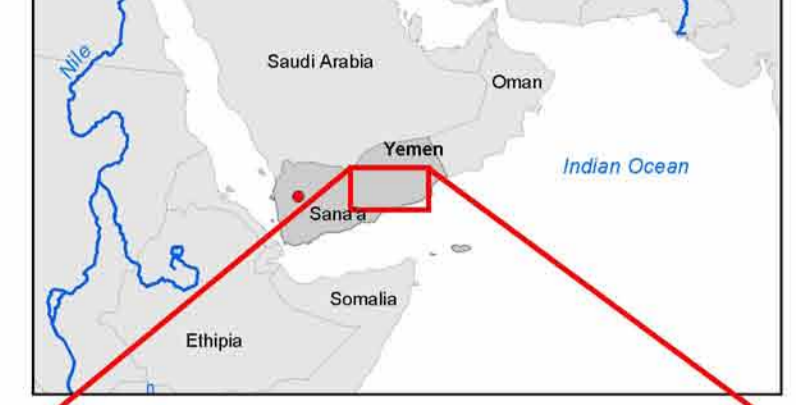 Nile
Saudi Arabia
Oman
Yemen
Indian Ocean
Sana'a
Somalia
Ethipia